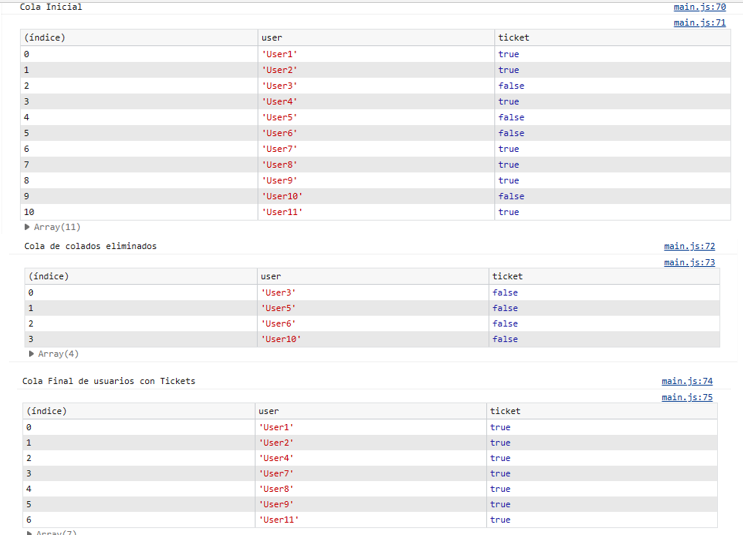 Cola Inicial main.js:70
main.js:71
(índice) user ticket
0 'User1' true
1 'User2' true
2 'User3' false
3 'User4' true
4 'User5' false
5 'User6' false
6 'User7' true
7 'User8' true
8 'User9' true
9 'User10' false
10 'User11' true
▶ Array(11)
Cola de colados eliminados main.js:72
main.js:73
(índice) user ticket
0 'User3' false
1 'User5' false
2 'User6' false
3 'User10' false
▶ Array(4)
Cola Final de usuarios con Tickets main.js:74
main.js:75
(índice) user ticket
0 'User1' true
1 'User2' true
2 'User4' true
3 'User7' true
4 'User8' true
5 'User9' true
6 'User11' true
▶ Array(7)